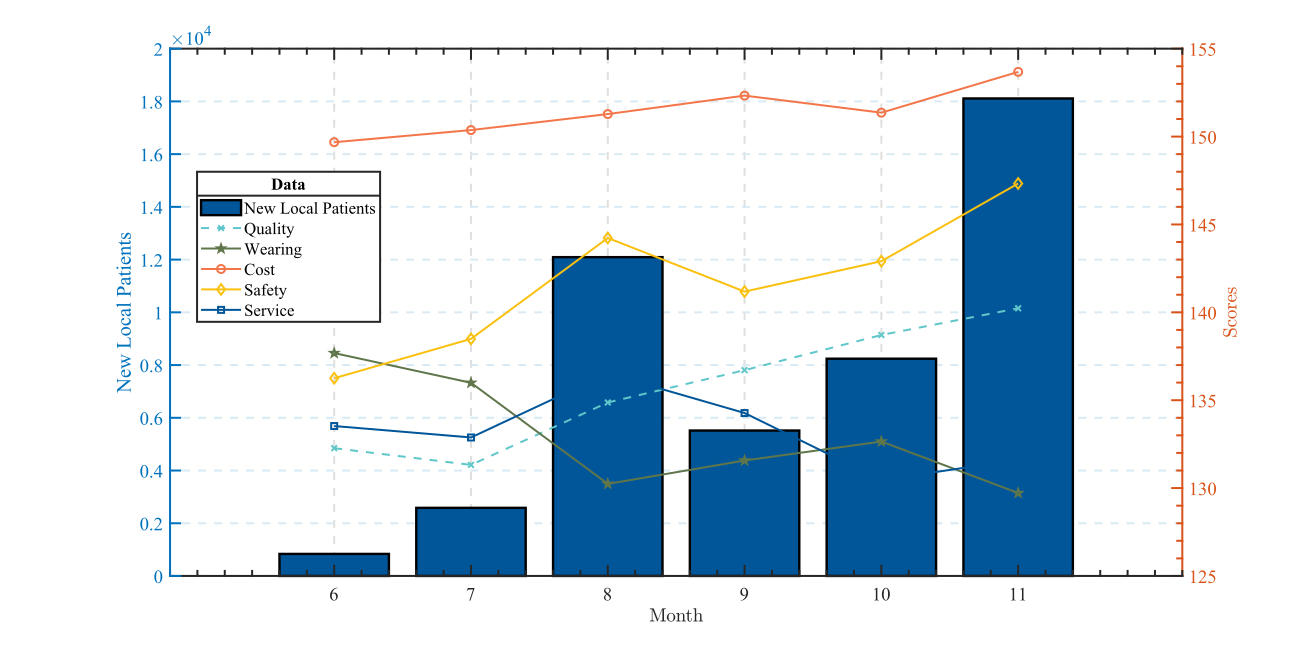 ×10⁴
2
1.8
1.6
1.4
1.2
1
0.8
0.6
0.4
0.2
0
New Local Patients
Data
New Local Patients
Quality
Wearing
Cost
Safety
Service
155
150
145
140
135
130
125
Scores
6 7 8 9 10 11
Month